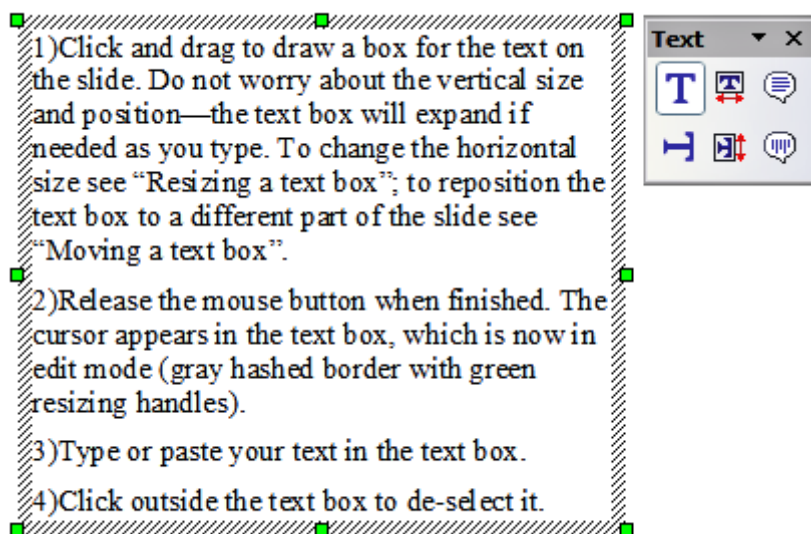 1)Click and drag to draw a box for the text on
the slide. Do not worry about the vertical size
and position—the text box will expand if
needed as you type. To change the horizontal
size see “Resizing a text box”; to reposition the
text box to a different part of the slide see
“Moving a text box”.
2)Release the mouse button when finished. The
cursor appears in the text box, which is now in
edit mode (gray hashed border with green
resizing handles).
3)Type or paste your text in the text box.
4)Click outside the text box to de-select it.
Text
T